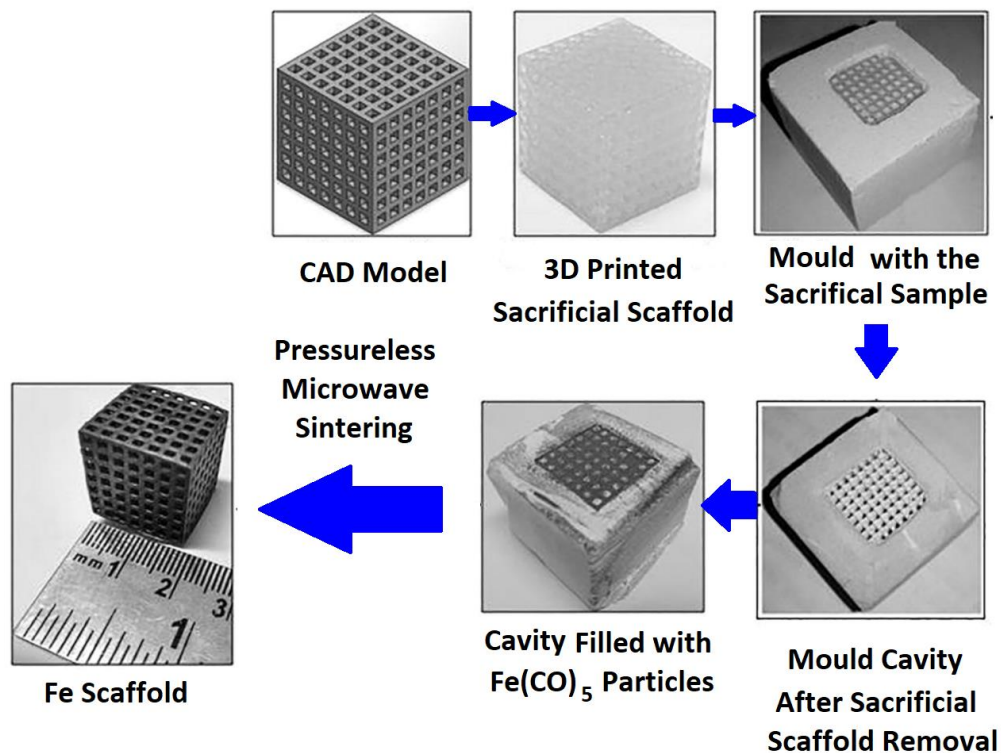 CAD Model
3D Printed
Sacrificial Scaffold
Mould with the
Sacrifical Sample
Pressureless
Microwave
Sintering
Fe Scaffold
mm 1 2 3
1
Cavity Filled with
Fe(CO)5 Particles
Mould Cavity
After Sacrificial
Scaffold Removal